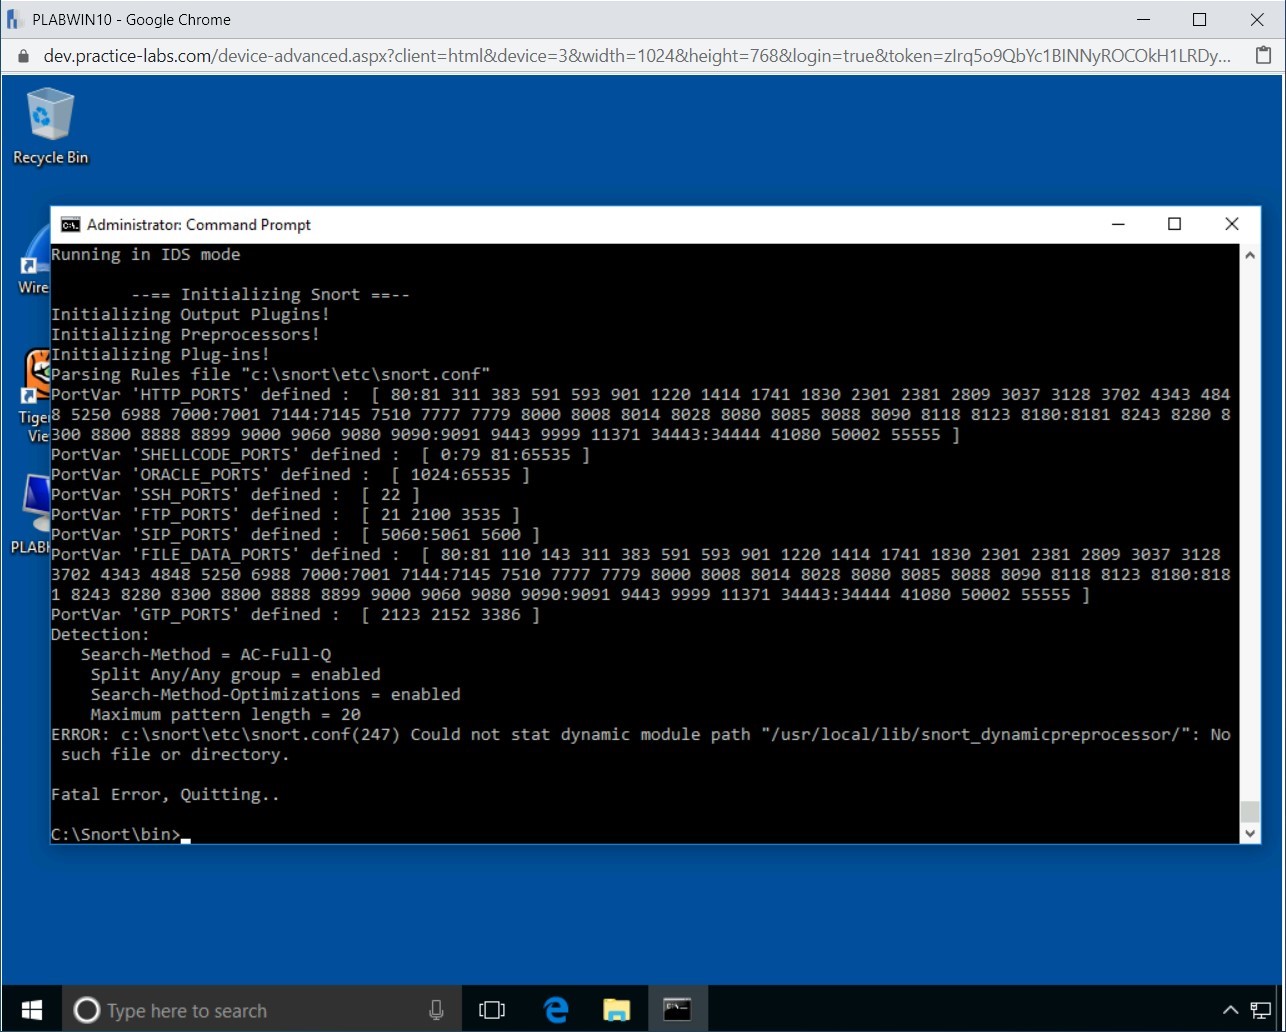 PLABWIN10 - Google Chrome
dev.practice-labs.com/device-advanced.aspx?client=html&device=3&width=1024&height=768&login=true&token=zIrq5o9QbYc1BINNyROCOkH1LRDy...
Recycle Bin
Wire
Tige
Vie
PLAB
Administrator: Command Prompt
Running in IDS mode
--== Initializing Snort ==--
Initializing Output Plugins!
Initializing Preprocessors!
Initializing Plug-ins!
Parsing Rules file "c:\snort\etc\snort.conf"
PortVar 'HTTP_PORTS' defined :  [ 80:81 311 383 591 593 901 1220 1414 1741 1830 2301 2381 2809 3037 3128 3702 4343 484
8 5250 6988 7000:7001 7144:7145 7510 7777 7779 8000 8008 8014 8028 8080 8085 8088 8090 8118 8123 8180:8181 8243 8280 8
300 8800 8888 8899 9000 9060 9080 9090:9091 9443 9999 11371 34443:34444 41080 50002 55555 ]
PortVar 'SHELLCODE_PORTS' defined :  [ 0:79 81:65535 ]
PortVar 'ORACLE_PORTS' defined :  [ 1024:65535 ]
PortVar 'SSH_PORTS' defined :  [ 22 ]
PortVar 'FTP_PORTS' defined :  [ 21 2100 3535 ]
PortVar 'SIP_PORTS' defined :  [ 5060:5061 5600 ]
PortVar 'FILE_DATA_PORTS' defined :  [ 80:81 110 143 311 383 591 593 901 1220 1414 1741 1830 2301 2381 2809 3037 3128
3702 4343 4848 5250 6988 7000:7001 7144:7145 7510 7777 7779 8000 8008 8014 8028 8080 8085 8088 8090 8118 8123 8180:818
1 8243 8280 8300 8800 8888 8899 9000 9060 9080 9090:9091 9443 9999 11371 34443:34444 41080 50002 55555 ]
PortVar 'GTP_PORTS' defined :  [ 2123 2152 3386 ]
Detection:
Search-Method = AC-Full-Q
Split Any/Any group = enabled
Search-Method-Optimizations = enabled
Maximum pattern length = 20
ERROR: c:\snort\etc\snort.conf(247) Could not stat dynamic module path "/usr/local/lib/snort_dynamicpreprocessor/": No
such file or directory.
Fatal Error, Quitting..
C:\Snort\bin>
Type here to search